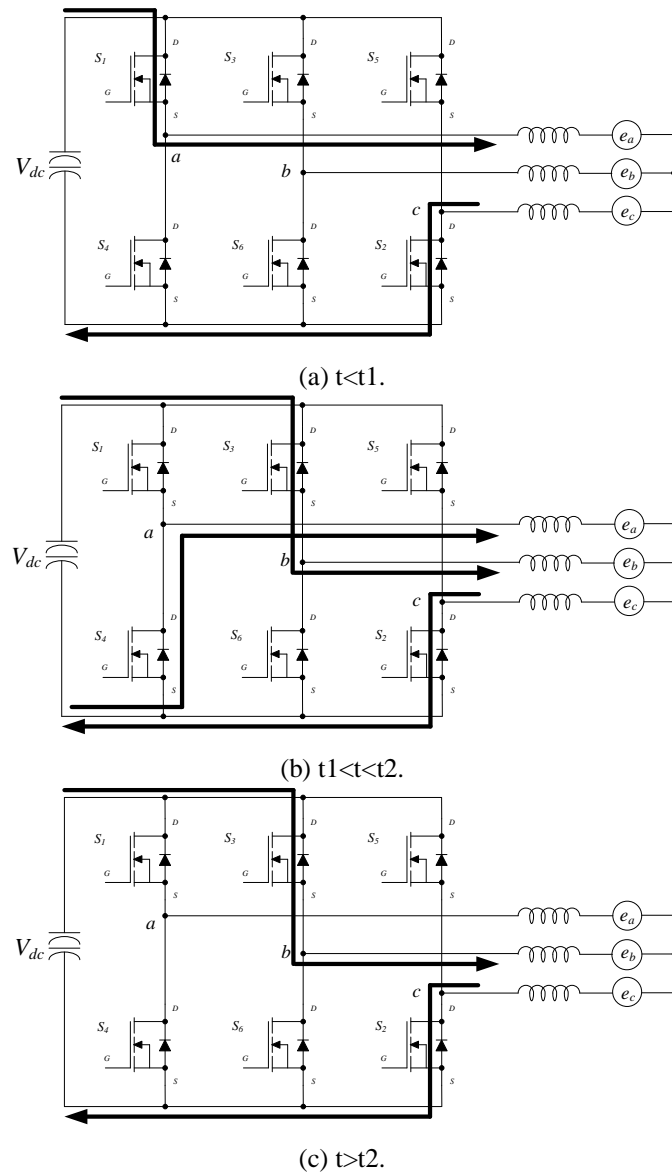 D D D
S1 S3 S5
G G G
S S S
ea
a
Vdc b eb
c ec
D D D
S4 S6 S2
G G G
S S S
(a) t<t1.
D D D
S1 S3 S5
G G G
S S S
a ea
Vdc b eb
c ec
D D D
S4 S6 S2
G G G
S S S
(b) t1<t<t2.
D D D
S1 S3 S5
G G G
S S S
a ea
Vdc b eb
c ec
D D D
S4 S6 S2
G G G
S S S
(c) t>t2.